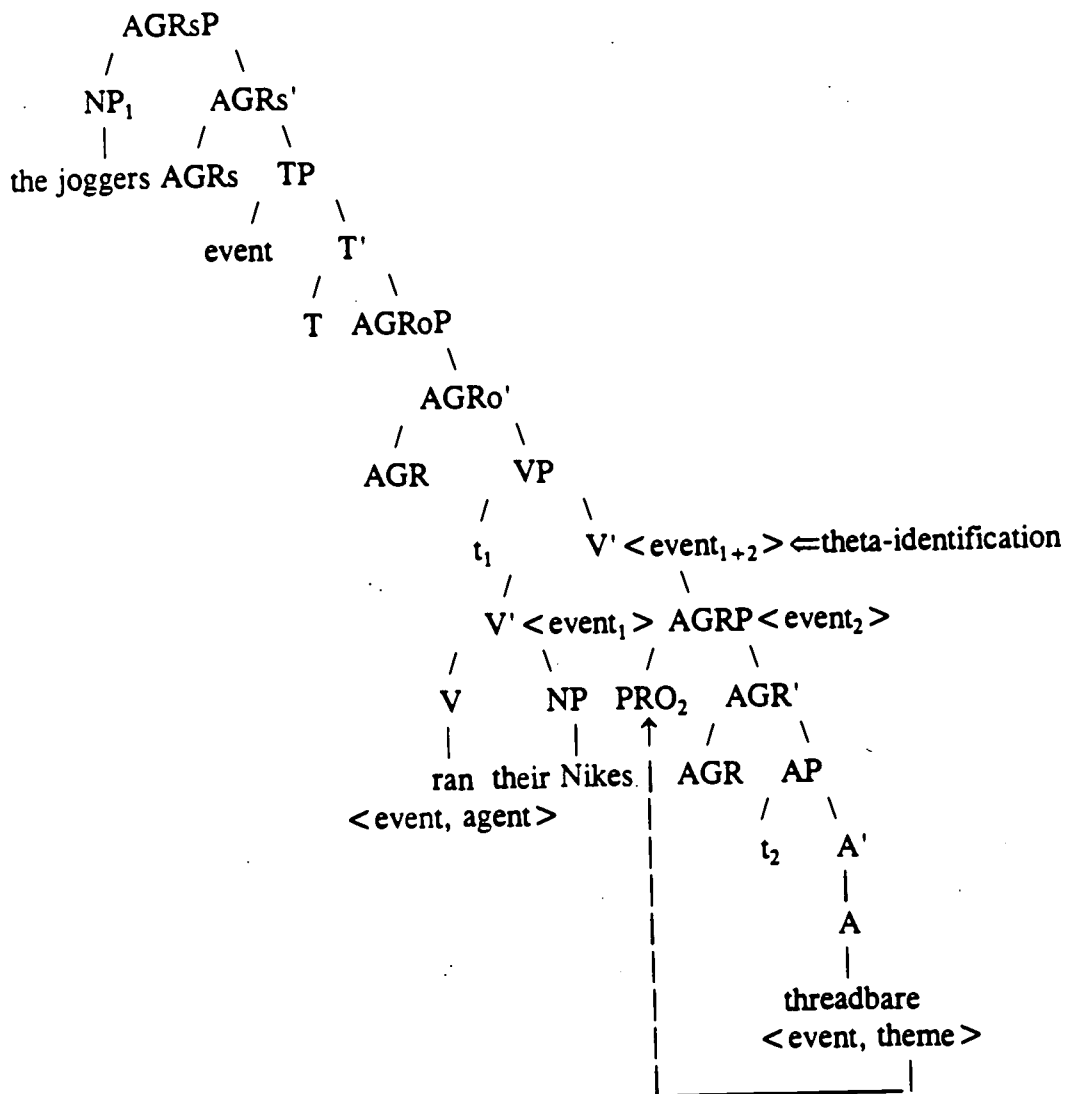 AGRsP
NP₁ AGRs'
the joggers AGRs TP
event T'
T AGRoP
AGRo'
AGR VP
t₁ V' <event₁₊₂> ⇐theta-identification
V' <event₁> AGRP <event₂>
V NP PRO₂ AGR'
ran their Nikes AGR AP
<event, agent>
t₂ A'
A
threadbare
<event, theme>